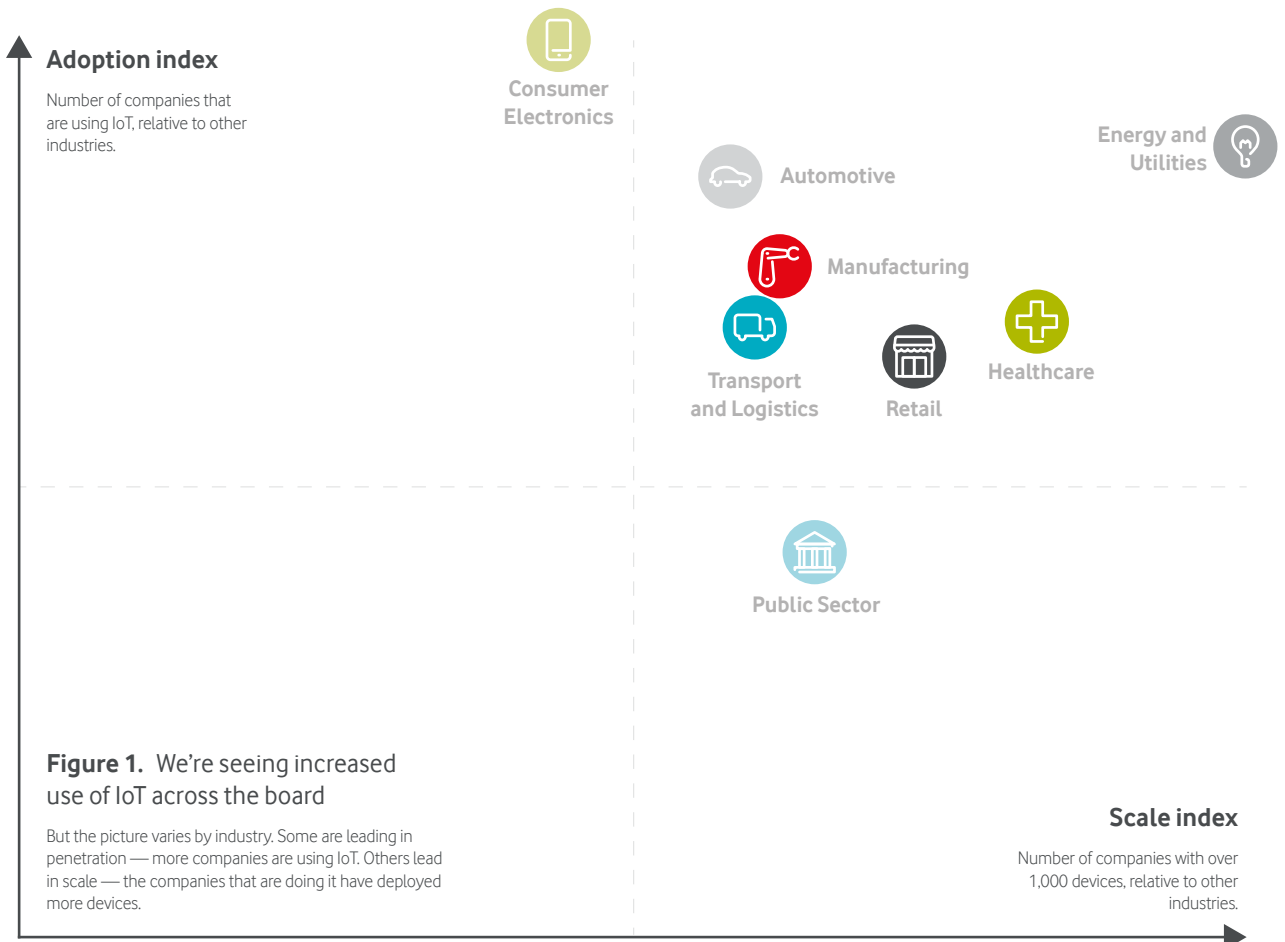 Adoption index
Number of companies that
are using IoT, relative to other
industries.
Consumer
Electronics
Energy and
Utilities
Automotive
Manufacturing
Transport
and Logistics
Retail
Healthcare
Public Sector
Figure 1. We’re seeing increased
use of IoT across the board
But the picture varies by industry. Some are leading in
penetration — more companies are using IoT. Others lead
in scale — the companies that are doing it have deployed
more devices.
Scale index
Number of companies with over
1,000 devices, relative to other
industries.